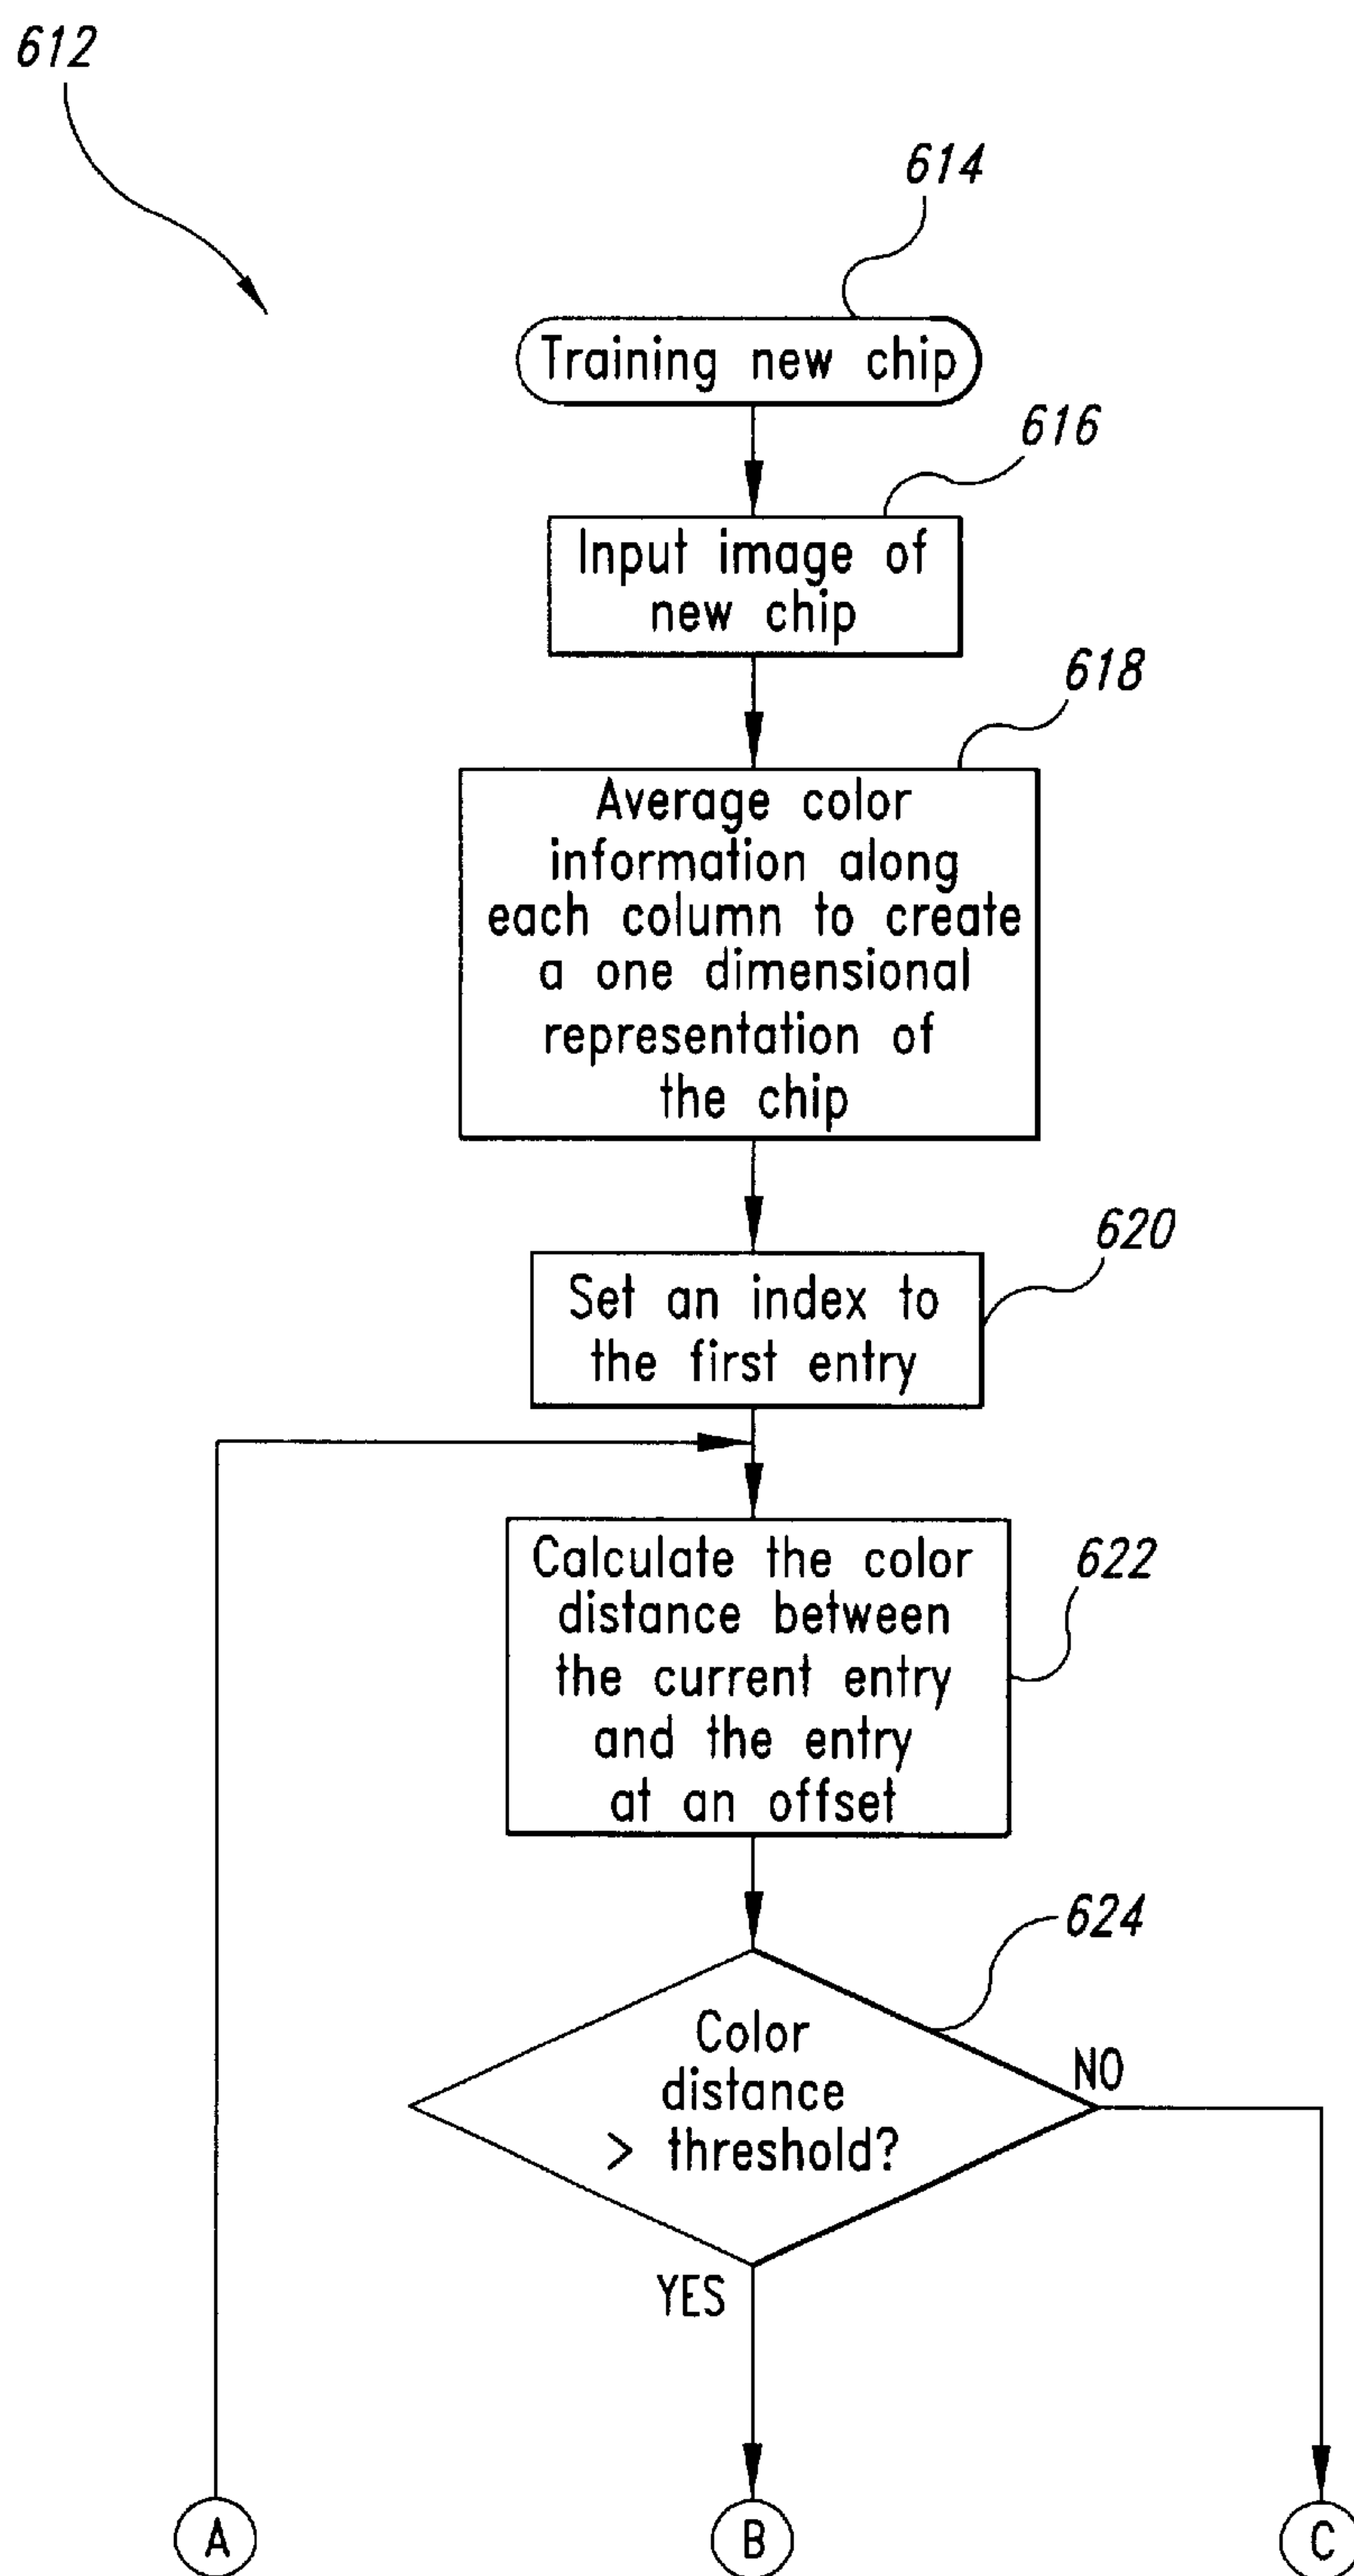 612
614
Training new chip
616
Input image of
new chip
618
Average color
information along
each column to create
a one dimensional
representation of
the chip
620
Set an index to
the first entry
Calculate the color
distance between
the current entry
and the entry
at an offset
622
624
Color
distance
> threshold?
NO
YES
A
B
C